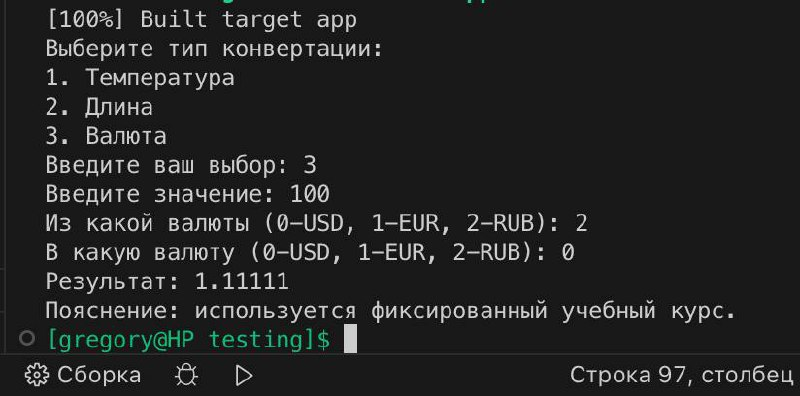 [100%] Built target app
Выберите тип конвертации:
1. Температура
2. Длина
3. Валюта
Введите ваш выбор: 3
Введите значение: 100
Из какой валюты (0-USD, 1-EUR, 2-RUB): 2
В какую валюту (0-USD, 1-EUR, 2-RUB): 0
Результат: 1.11111
Пояснение: используется фиксированный учебный курс.
[gregory@HP testing]$
Сборка
Строка 97, столбец